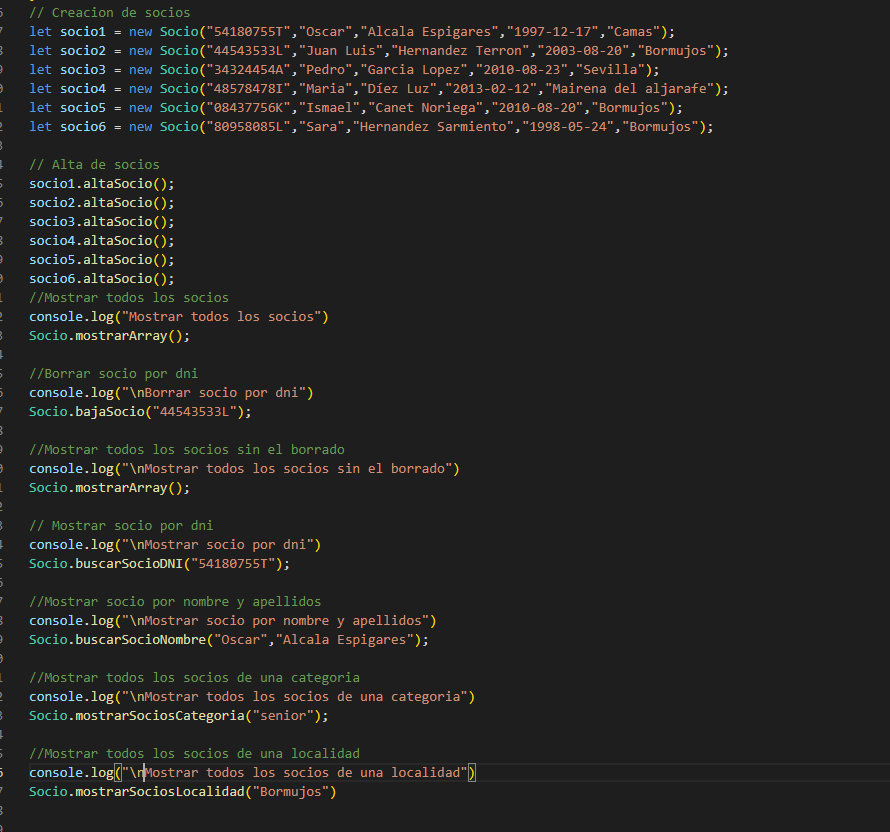 // Creacion de socios
let socio1 = new Socio("54180755T","Oscar","Alcala Espigares","1997-12-17","Camas");
let socio2 = new Socio("44543533L","Juan Luis","Hernandez Terron","2003-08-20","Bormujos");
let socio3 = new Socio("34324454A","Pedro","Garcia Lopez","2010-08-23","Sevilla");
let socio4 = new Socio("48578478I","Maria","Díez Luz","2013-02-12","Mairena del aljarafe");
let socio5 = new Socio("08437756K","Ismael","Canet Noriega","2010-08-20","Bormujos");
let socio6 = new Socio("80958085L","Sara","Hernandez Sarmiento","1998-05-24","Bormujos");
// Alta de socios
socio1.altaSocio();
socio2.altaSocio();
socio3.altaSocio();
socio4.altaSocio();
socio5.altaSocio();
socio6.altaSocio();
//Mostrar todos los socios
console.log("Mostrar todos los socios")
Socio.mostrarArray();
//Borrar socio por dni
console.log("\nBorrar socio por dni")
Socio.bajaSocio("44543533L");
//Mostrar todos los socios sin el borrado
console.log("\nMostrar todos los socios sin el borrado")
Socio.mostrarArray();
// Mostrar socio por dni
console.log("\nMostrar socio por dni")
Socio.buscarSocioDNI("54180755T");
//Mostrar socio por nombre y apellidos
console.log("\nMostrar socio por nombre y apellidos")
Socio.buscarSocioNombre("Oscar","Alcala Espigares");
//Mostrar todos los socios de una categoria
console.log("\nMostrar todos los socios de una categoria")
Socio.mostrarSociosCategoria("senior");
//Mostrar todos los socios de una localidad
console.log("\nMostrar todos los socios de una localidad")
Socio.mostrarSociosLocalidad("Bormujos")